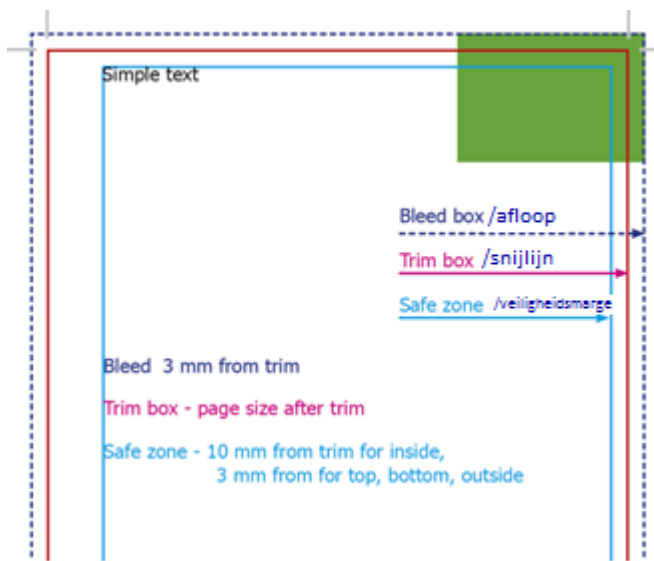 Simple text
Bleed box /afloop
Trim box /snijlijn
Safe zone /veiligheidsmarge
Bleed 3 mm from trim
Trim box - page size after trim
Safe zone - 10 mm from trim for inside,
3 mm from for top, bottom, outside